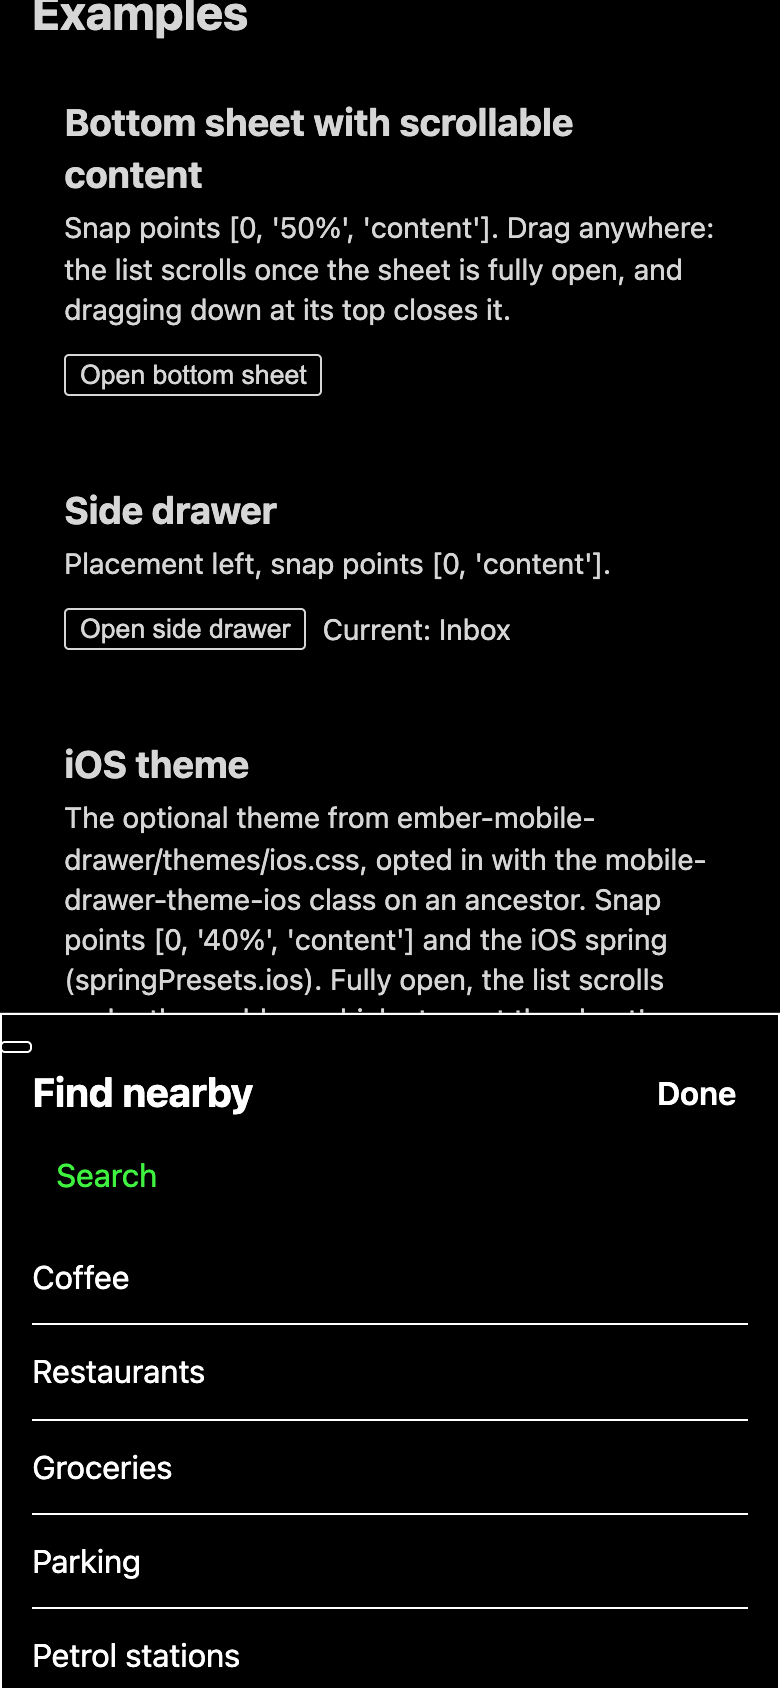 Examples
Bottom sheet with scrollable
content
Snap points [0, '50%', 'content']. Drag anywhere:
the list scrolls once the sheet is fully open, and
dragging down at its top closes it.
Open bottom sheet
Side drawer
Placement left, snap points [0, 'content'].
Open side drawer Current: Inbox
iOS theme
The optional theme from ember-mobile-
drawer/themes/ios.css, opted in with the mobile-
drawer-theme-ios class on an ancestor. Snap
points [0, '40%', 'content'] and the iOS spring
(springPresets.ios). Fully open, the list scrolls
Find nearby Done
Search
Coffee
Restaurants
Groceries
Parking
Petrol stations